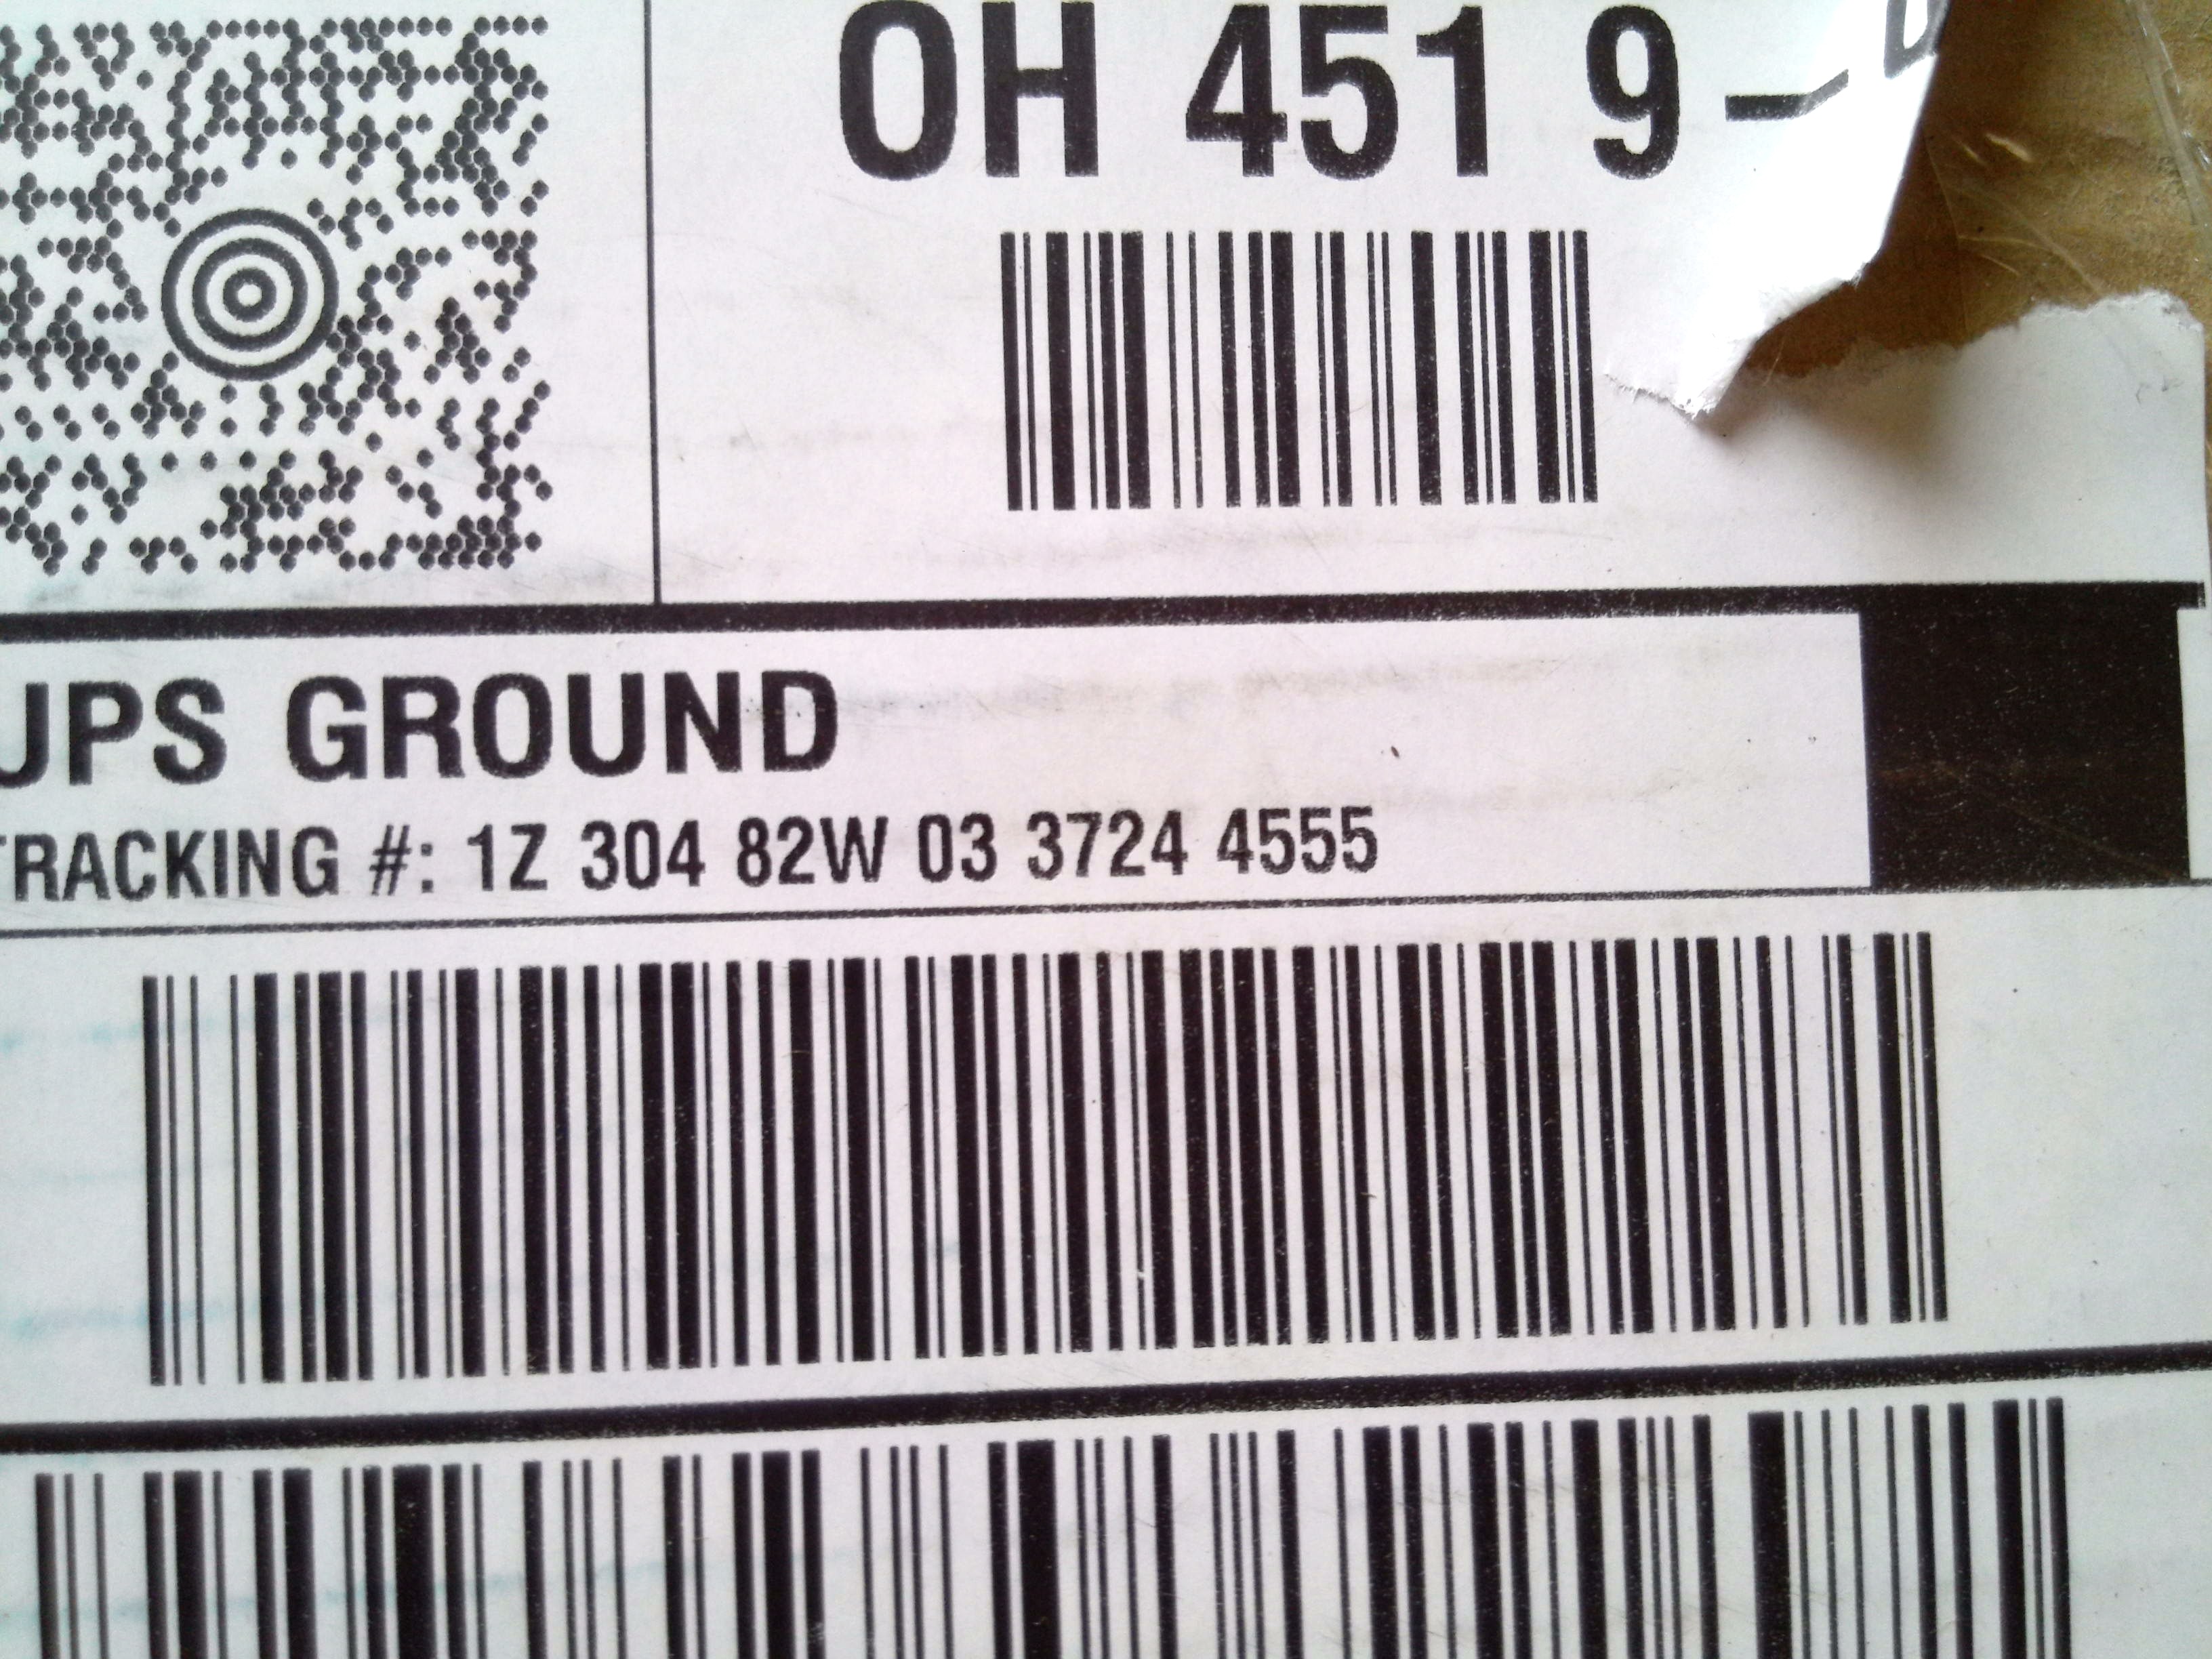 OH 451 9-
UPS GROUND
TRACKING #: 1Z 304 82W 03 3724 4555